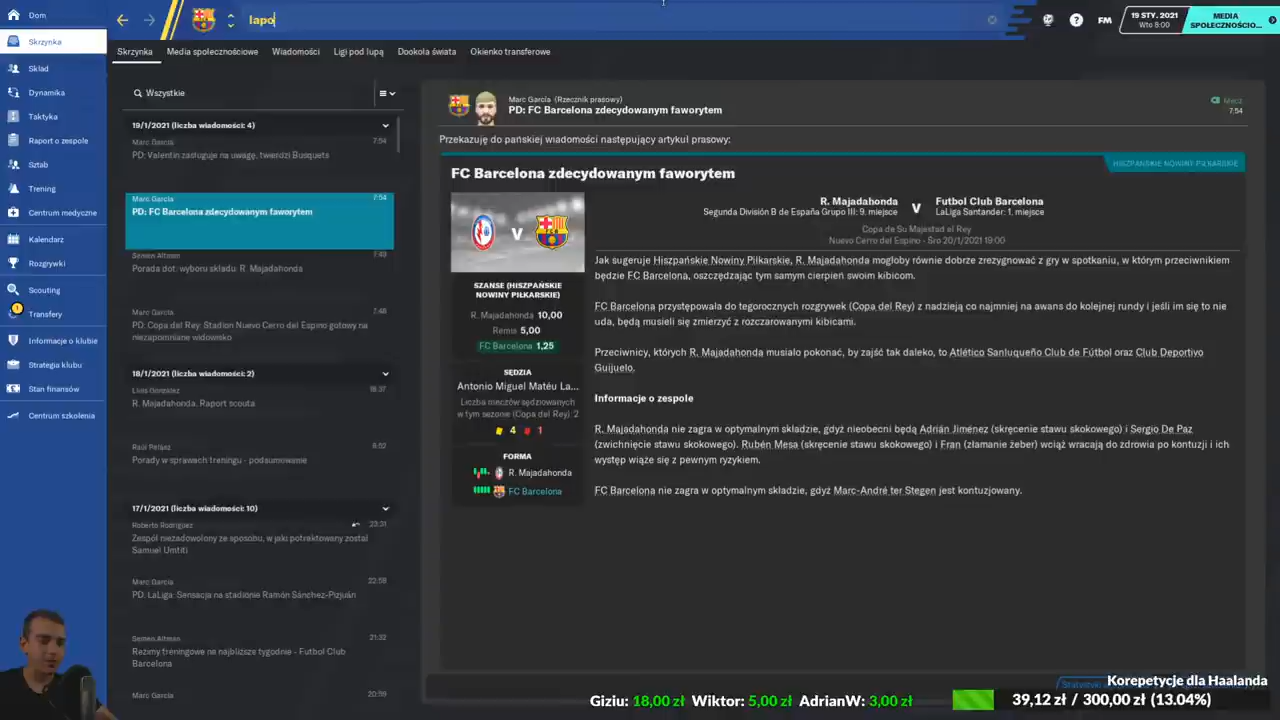 Dom
Skrzynka
Skład
Dynamika
Taktyka
Raport o zespole
Sztab
Trening
Centrum medyczne
Kalendarz
Rozgrywki
Scouting
Transfery
Informacje o klubie
Strategia klubu
Stan finansów
Centrum szkolenia
lapo
FM
19 STY. 2021
Wto 9:00
MEDIA
SPOŁECZNOŚCIO...
Skrzynka
Media społecznościowe
Wiadomości
Ligi pod lupą
Dookoła świata
Okienko transferowe
Wszystkie
19/1/2021 (liczba wiadomości: 4)
Marc García 7:54
PD: Valentín zasługuje na uwagę, twierdzi Busquets
Marc García 7:54
PD: FC Barcelona zdecydowanym faworytem
Semen Altman 7:49
Porada dot. wyboru składu: R. Majadahonda
Marc García 7:48
PD: Copa del Rey: Stadion Nuevo Cerro del Espino gotowy na
niezapomniane widowisko
18/1/2021 (liczba wiadomości: 2)
Lluís González 18:37
R. Majadahonda: Raport scouta
Raúl Peláez 8:52
Porady w sprawach treningu - podsumowanie
17/1/2021 (liczba wiadomości: 10)
Roberto Rodríguez 23:31
Zespół niezadowolony ze sposobu, w jaki potraktowany został
Samuel Umtiti
Marc García 22:58
PD: LaLiga: Sensacja na stadionie Ramón Sánchez-Pizjuán
Semen Altman 21:32
Reżimy treningowe na najbliższe tygodnie - Futbol Club
Barcelona
Marc García 20:59
Marc García (Rzecznik prasowy)
PD: FC Barcelona zdecydowanym faworytem
Mecz
7:54
Przekazuję do pańskiej wiadomości następujący artykuł prasowy:
HISZPAŃSKIE NOWINY PIŁKARSKIE
FC Barcelona zdecydowanym faworytem
V
R. Majadahonda
Segunda División B de España Grupo III: 9. miejsce
V
Futbol Club Barcelona
LaLiga Santander: 1. miejsce
Copa de Su Majestad el Rey
Nuevo Cerro del Espino - Śro 20/1/2021 19:00
SZANSE (HISZPAŃSKIE
NOWINY PIŁKARSKIE)
R. Majadahonda 10,00
Remis 5,00
FC Barcelona 1,25
SĘDZIA
Antonio Miguel Matéu La...
Liczba meczów sędziowanych
w tym sezonie (Copa del Rey): 2
4 1
FORMA
R. Majadahonda
FC Barcelona
Jak sugeruje Hiszpańskie Nowiny Piłkarskie, R. Majadahonda mogłoby równie dobrze zrezygnować z gry w spotkaniu, w którym przeciwnikiem
będzie FC Barcelona, oszczędzając tym samym cierpień swoim kibicom.
FC Barcelona przystępowała do tegorocznych rozgrywek (Copa del Rey) z nadzieją co najmniej na awans do kolejnej rundy i jeśli im się to nie
uda, będą musieli się zmierzyć z rozczarowanymi kibicami.
Przeciwnicy, których R. Majadahonda musiało pokonać, by zajść tak daleko, to Atlético Sanluqueño Club de Fútbol oraz Club Deportivo
Guijuelo.
Informacje o zespole
R. Majadahonda nie zagra w optymalnym składzie, gdyż nieobecni będą Adrián Jiménez (skręcenie stawu skokowego) i Sergio De Paz
(zwichnięcie stawu skokowego). Rubén Mesa (skręcenie stawu skokowego) i Fran (złamanie żeber) wciąż wracają do zdrowia po kontuzji i ich
występ wiąże się z pewnym ryzykiem.
FC Barcelona nie zagra w optymalnym składzie, gdyż Marc-André ter Stegen jest kontuzjowany.
Korepetycje dla Haalanda
Giziu: 18,00 zł Wiktor: 5,00 zł AdrianW: 3,00 zł
39,12 zł / 300,00 zł (13.04%)